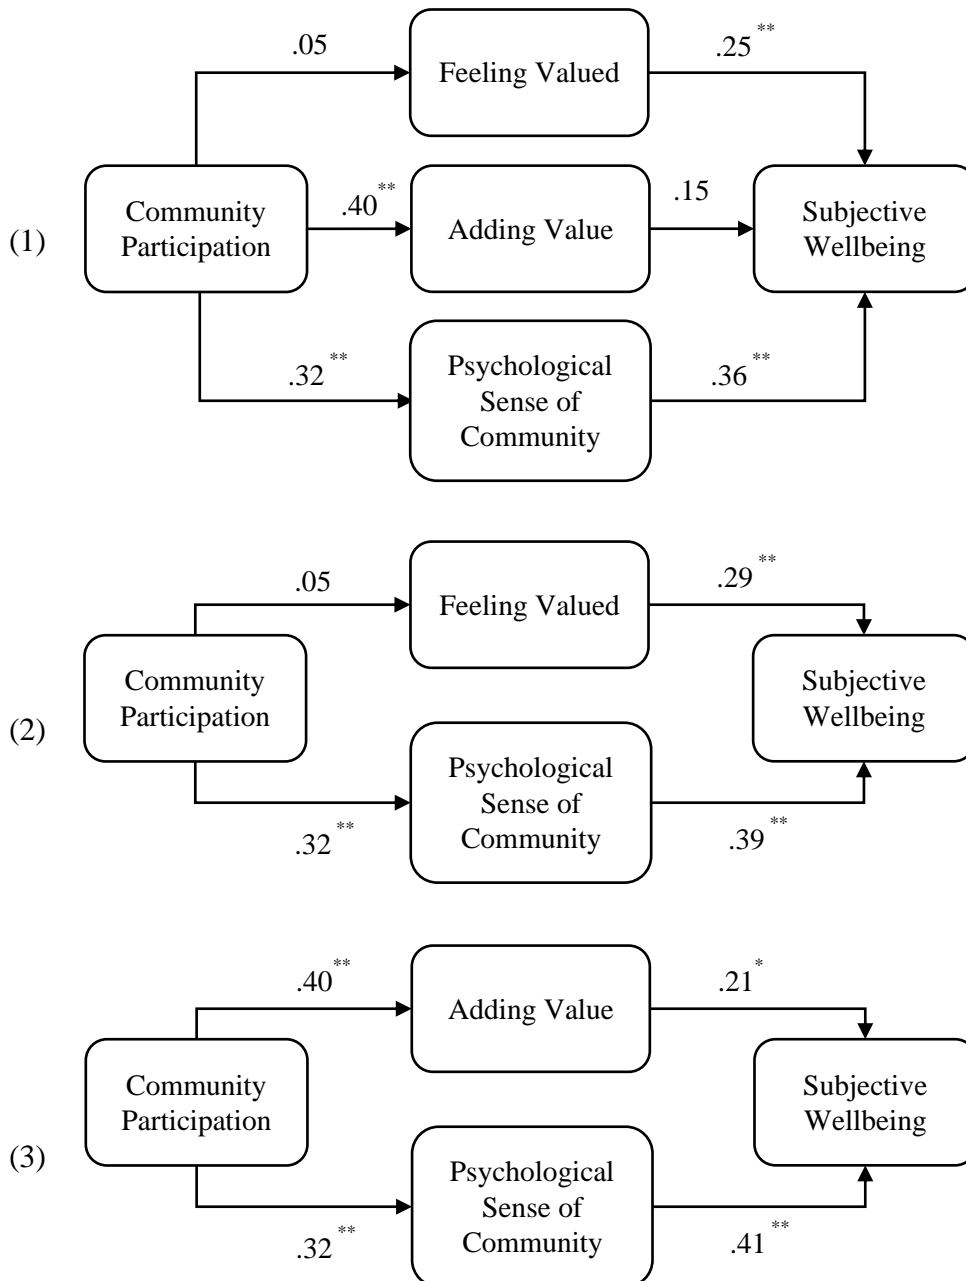 (1)
.05
Feeling Valued
.25**
Community
Participation
.40**
Adding Value
.15
Subjective
Wellbeing
.32**
Psychological
Sense of
Community
.36**
(2)
.05
Feeling Valued
.29**
Community
Participation
Subjective
Wellbeing
.32**
Psychological
Sense of
Community
.39**
(3)
.40**
Adding Value
.21*
Community
Participation
Subjective
Wellbeing
.32**
Psychological
Sense of
Community
.41**